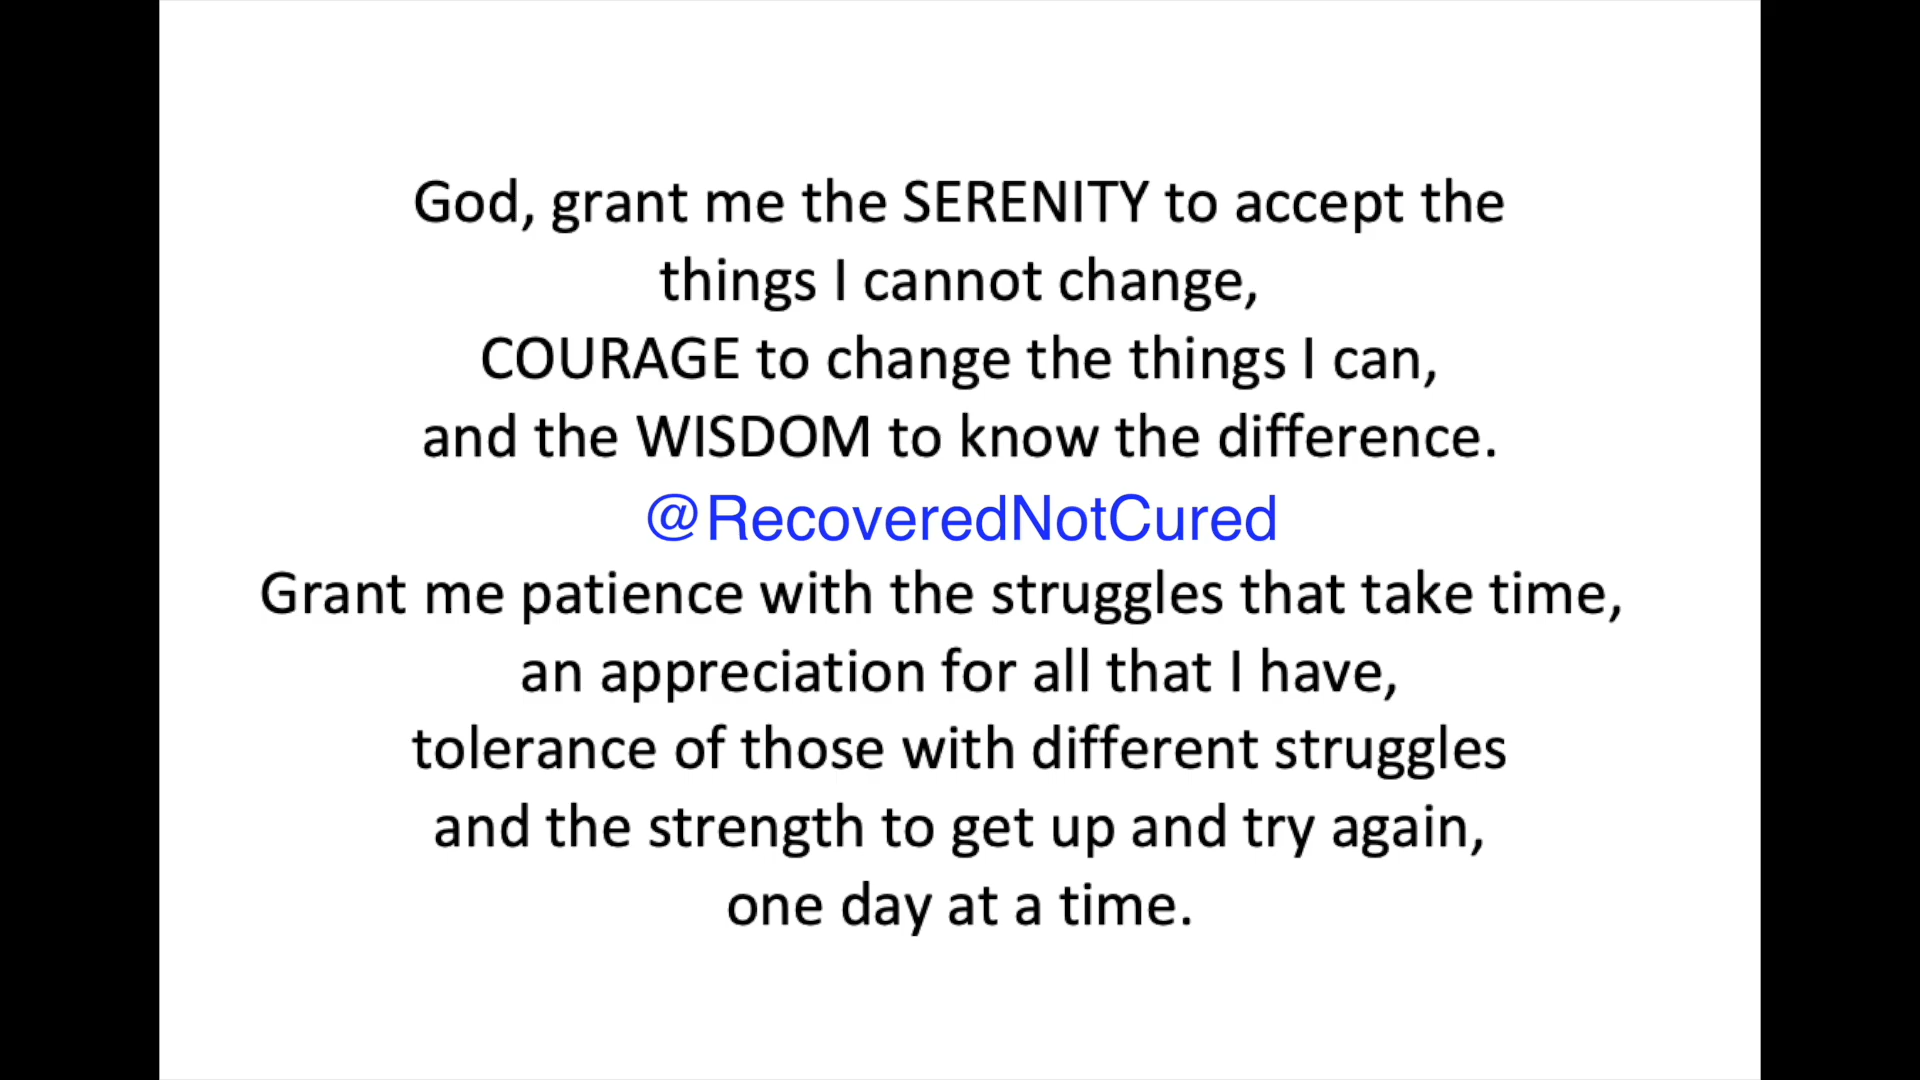 God, grant me the SERENITY to accept the
things I cannot change,
COURAGE to change the things I can,
and the WISDOM to know the difference.
@RecoveredNotCured
Grant me patience with the struggles that take time,
an appreciation for all that I have,
tolerance of those with different struggles
and the strength to get up and try again,
one day at a time.